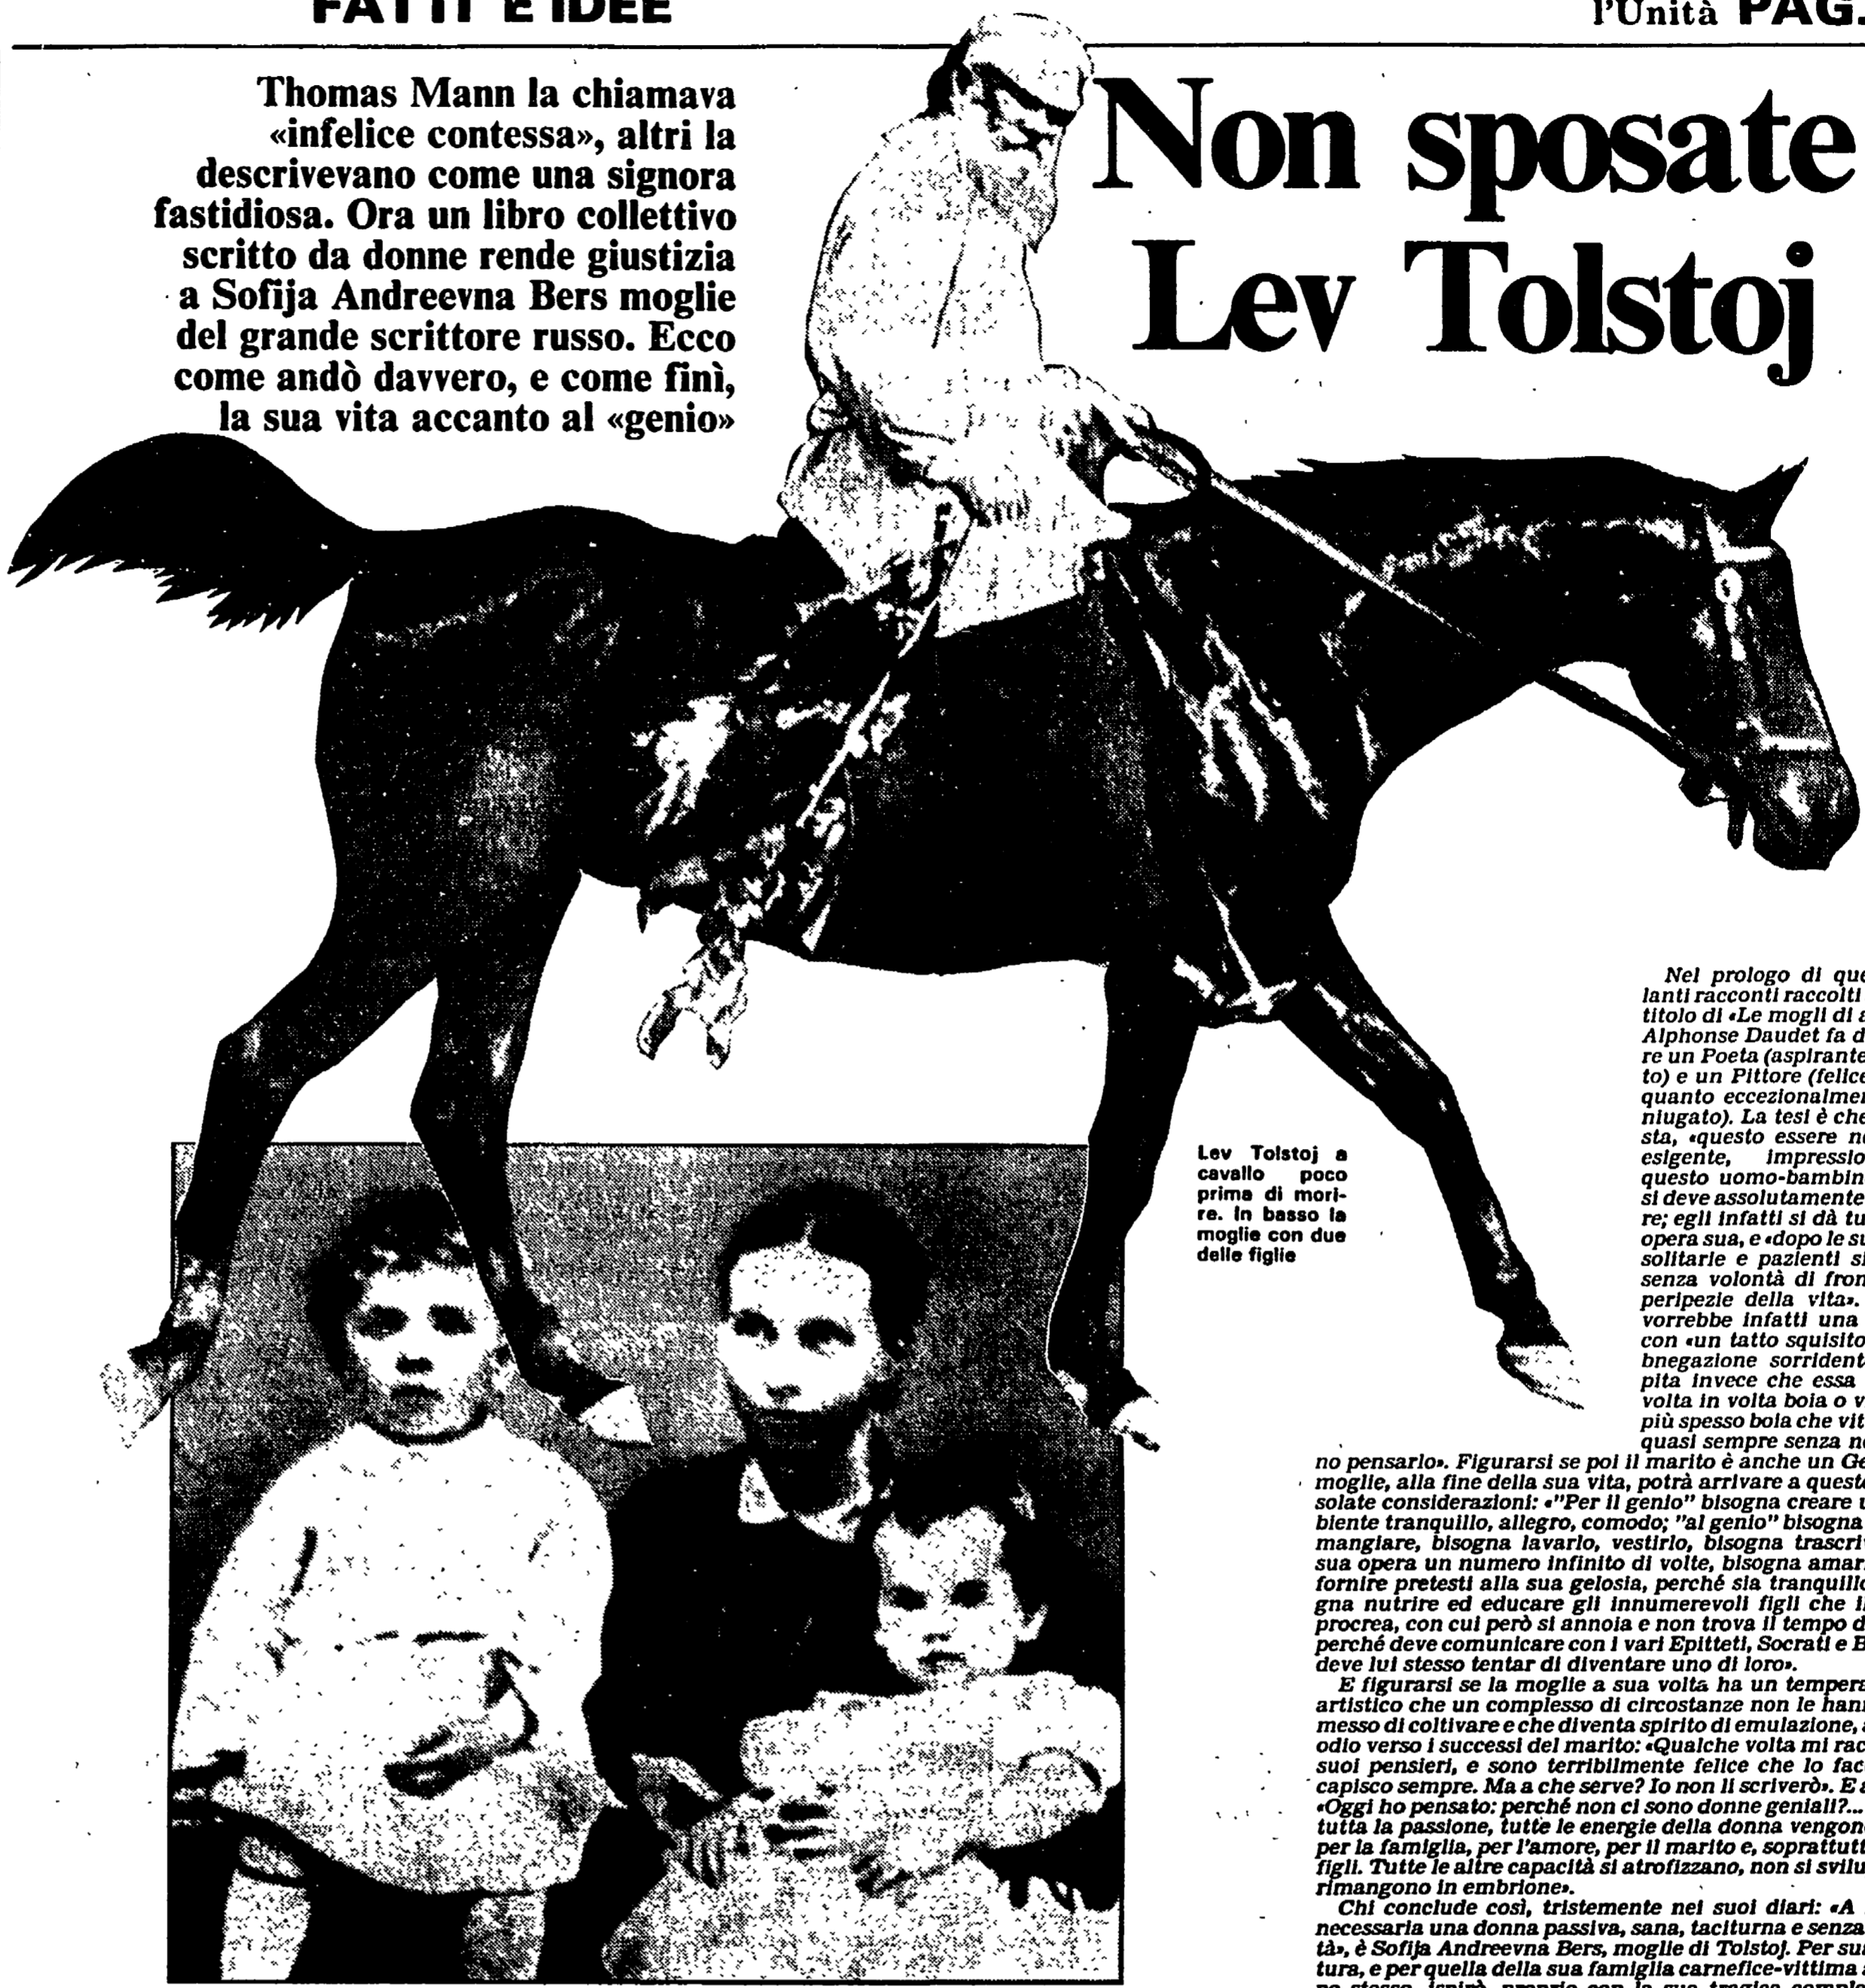 FATTI E IDEE
l'Unità PAG.
Thomas Mann la chiamava
«infelice contessa», altri la
descrivevano come una signora
fastidiosa. Ora un libro collettivo
scritto da donne rende giustizia
a Sofija Andreevna Bers moglie
del grande scrittore russo. Ecco
come andò davvero, e come finì,
la sua vita accanto al «genio»
Non sposate
Lev Tolstoj
Lev Tolstoj a
cavallo poco
prima di mori-
re. In basso la
moglie con due
delle figlie
Nel prologo di que
lanti racconti raccolti
titolo di «Le mogli di a
Alphonse Daudet fa d
re un Poeta (aspirante
to) e un Pittore (felice
quanto eccezionalmen
niugato). La tesi è che
sta, «questo essere ne
esigente, impressio
questo uomo-bambin
si deve assolutamente
re; egli infatti si dà tu
opera sua, e «dopo le su
solitarie e pazienti si
senza volontà di fron
peripezie della vita».
vorrebbe infatti una
con «un tatto squisito
bnegazione sorrident
pita invece che essa
volta in volta boia o v
più spesso boia che vit
quasi sempre senza ne
no pensarlo». Figurarsi se poi il marito è anche un Ge
moglie, alla fine della sua vita, potrà arrivare a queste
solate considerazioni: «"Per il genio" bisogna creare u
biente tranquillo, allegro, comodo; "al genio" bisogna
mangiare, bisogna lavarlo, vestirlo, bisogna trascriv
sua opera un numero infinito di volte, bisogna amar
fornire pretesti alla sua gelosia, perché sia tranquillo
gna nutrire ed educare gli innumerevoli figli che il
procrea, con cui però si annoia e non trova il tempo d
perché deve comunicare con i vari Epitteti, Socrati e B
deve lui stesso tentar di diventare uno di loro».
E figurarsi se la moglie a sua volta ha un tempera
artistico che un complesso di circostanze non le hann
messo di coltivare e che diventa spirito di emulazione, a
odio verso i successi del marito: «Qualche volta mi rac
suoi pensieri, e sono terribilmente felice che lo fac
capisco sempre. Ma a che serve? Io non li scriverò». E a
«Oggi ho pensato: perché non ci sono donne geniali?...
tutta la passione, tutte le energie della donna vengono
per la famiglia, per l'amore, per il marito e, soprattutt
figli. Tutte le altre capacità si atrofizzano, non si svilu
rimangono in embrione».
Chi conclude così, tristemente nei suoi diari: «A
necessaria una donna passiva, sana, taciturna e senza
tà», è Sofija Andreevna Bers, moglie di Tolstoj. Per su
tura, e per quella della sua famiglia carnefice-vittima